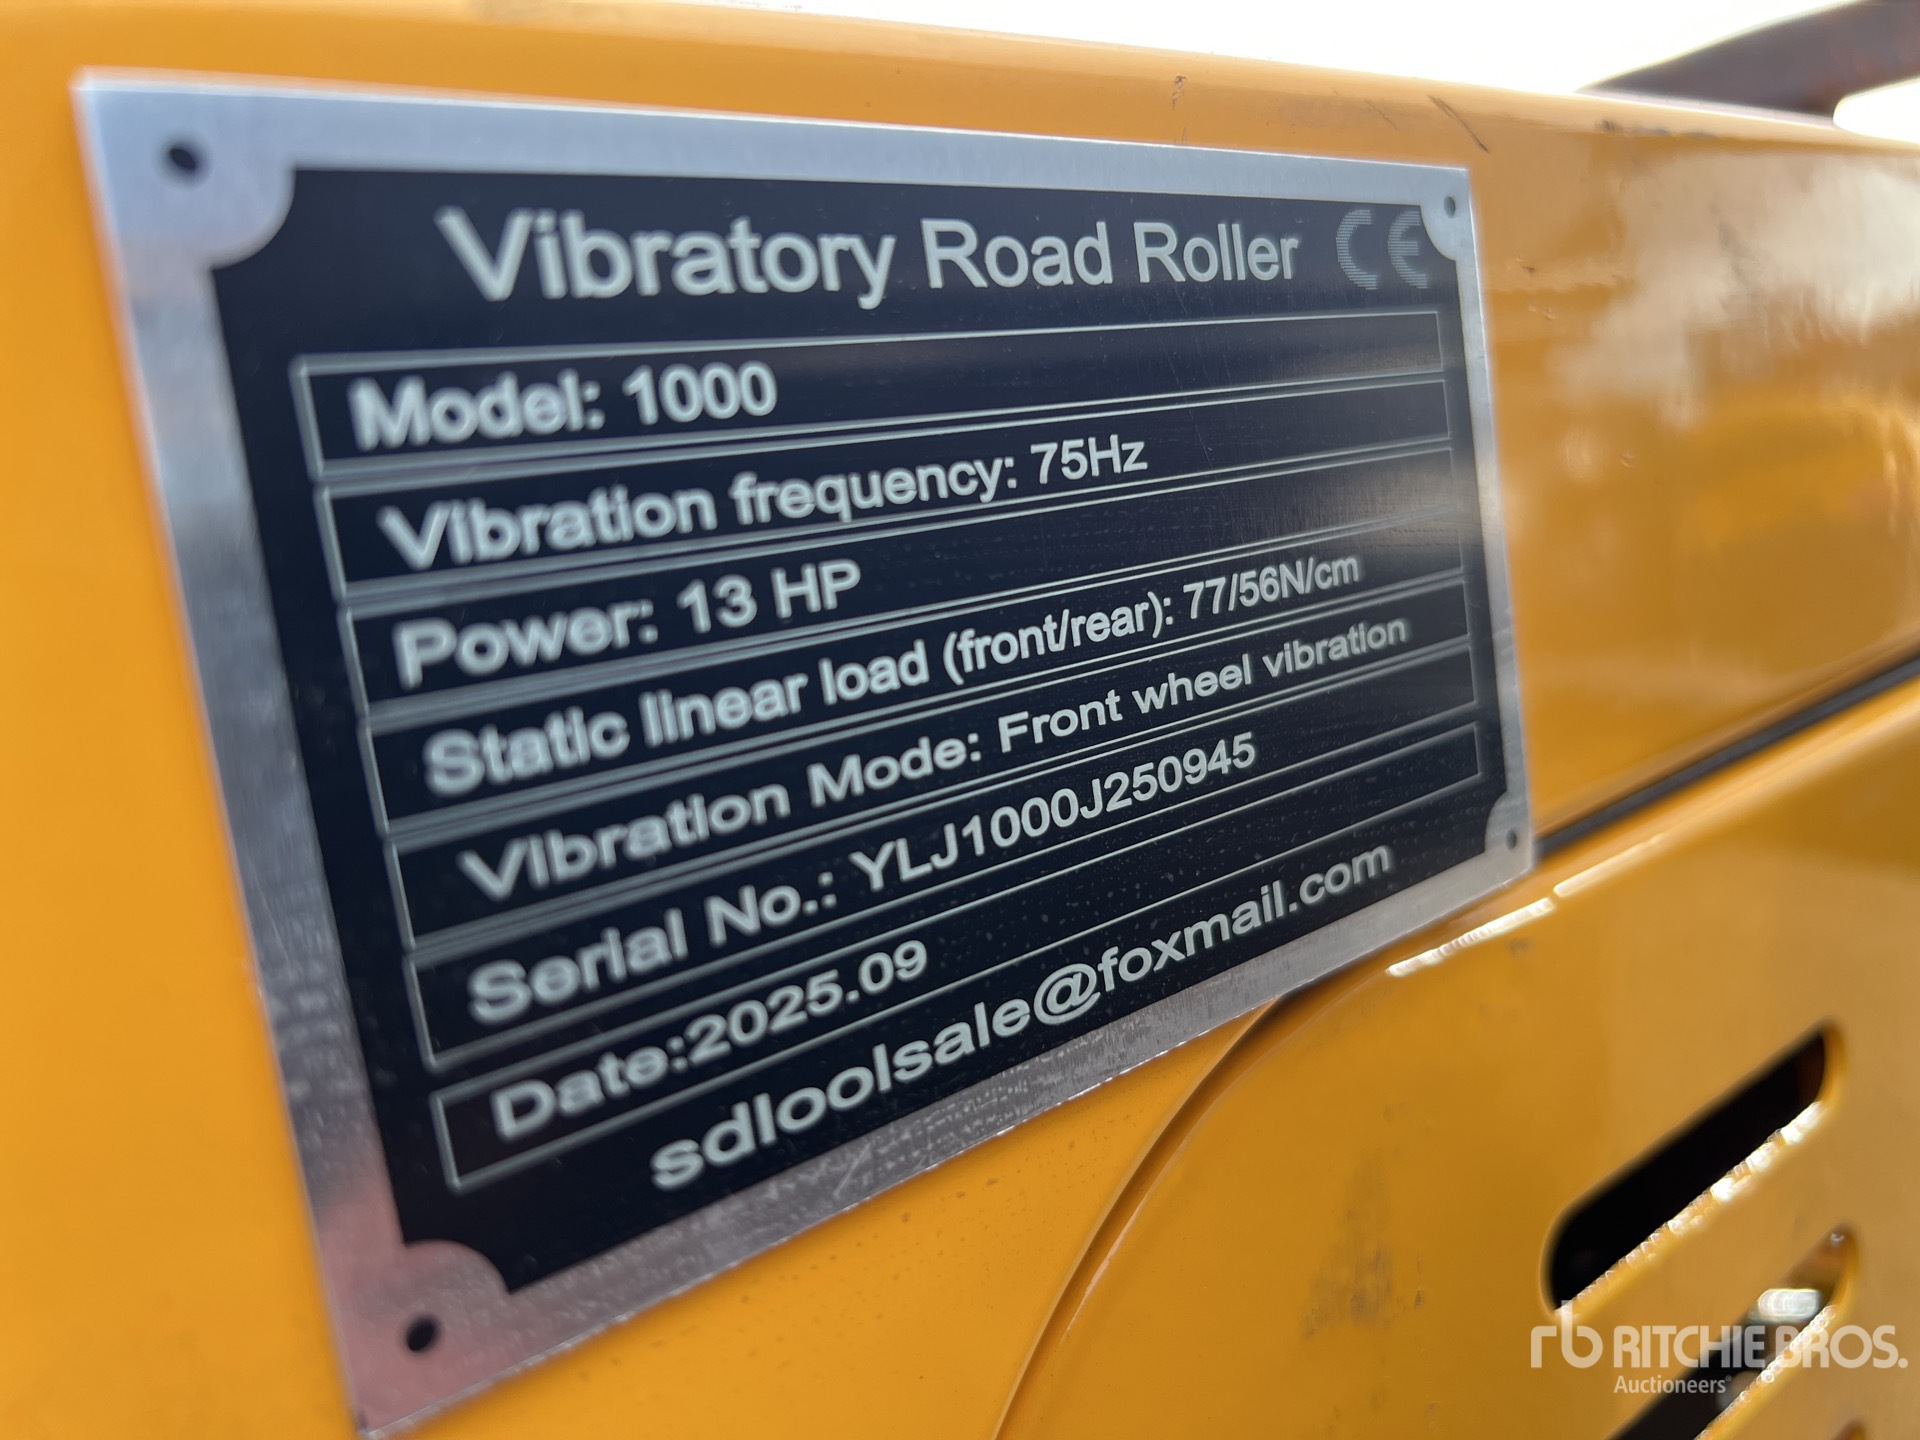 Vibratory Road Roller CE
Model: 1000
Vibration frequency: 75Hz
Power: 13 HP
Static linear load (front/rear): 77/56N/cm
Vibration Mode: Front wheel vibration
Serial No.: YLJ1000J250945
Date:2025.09
sdloolsale@foxmail.com
rb RITCHIE BROS.
Auctioneers